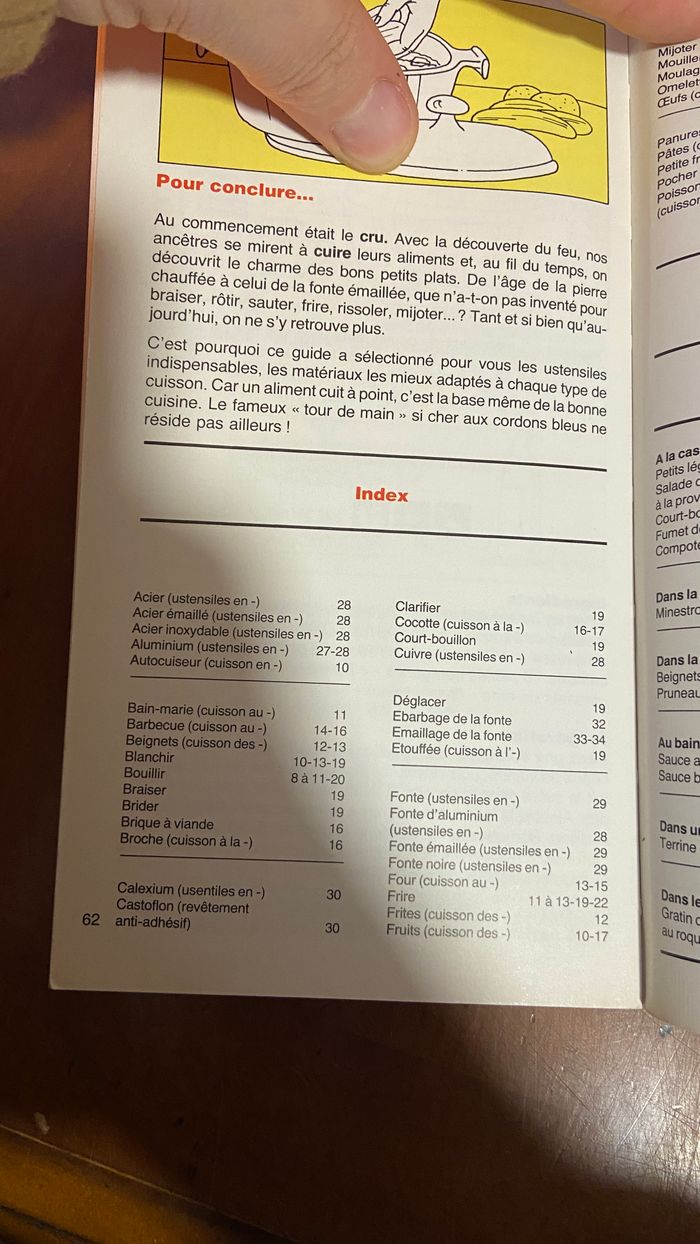 Pour conclure...
Au commencement était le cru. Avec la découverte du feu, nos
ancêtres se mirent à cuire leurs aliments et, au fil du temps, on
découvrit le charme des bons petits plats. De l'âge de la pierre
chauffée à celui de la fonte émaillée, que n'a-t-on pas inventé pour
braiser, rôtir, sauter, frire, rissoler, mijoter... ? Tant et si bien qu'au-
jourd'hui, on ne s'y retrouve plus.
C'est pourquoi ce guide a sélectionné pour vous les ustensiles
indispensables, les matériaux les mieux adaptés à chaque type de
cuisson. Car un aliment cuit à point, c'est la base même de la bonne
cuisine. Le fameux « tour de main » si cher aux cordons bleus ne
réside pas ailleurs !
Index
Acier (ustensiles en -) 28
Acier émaillé (ustensiles en -) 28
Acier inoxydable (ustensiles en -) 28
Aluminium (ustensiles en -) 27-28
Autocuiseur (cuisson en -) 10
Bain-marie (cuisson au -) 11
Barbecue (cuisson au -) 14-16
Beignets (cuisson des -) 12-13
Blanchir 10-13-19
Bouillir 8 à 11-20
Braiser 19
Brider 19
Brique à viande 16
Broche (cuisson à la -) 16
Calexium (usentiles en -) 30
Castoflon (revêtement
anti-adhésif) 30
62
Clarifier 19
Cocotte (cuisson à la -) 16-17
Court-bouillon 19
Cuivre (ustensiles en -) 28
Déglacer 19
Ebarbage de la fonte 32
Emaillage de la fonte 33-34
Etouffée (cuisson à l'-) 19
Fonte (ustensiles en -) 29
Fonte d'aluminium
(ustensiles en -) 28
Fonte émaillée (ustensiles en -) 29
Fonte noire (ustensiles en -) 29
Four (cuisson au -) 13-15
Frire 11 à 13-19-22
Frites (cuisson des -) 12
Fruits (cuisson des -) 10-17
Mijoter
Œufs
Pâtes
Petite
Pocher
A la
Petits
Salade
à la
Fumet
Dans la
Dans la
Au bain
Sauce
Sauce
Terrine
Gratin